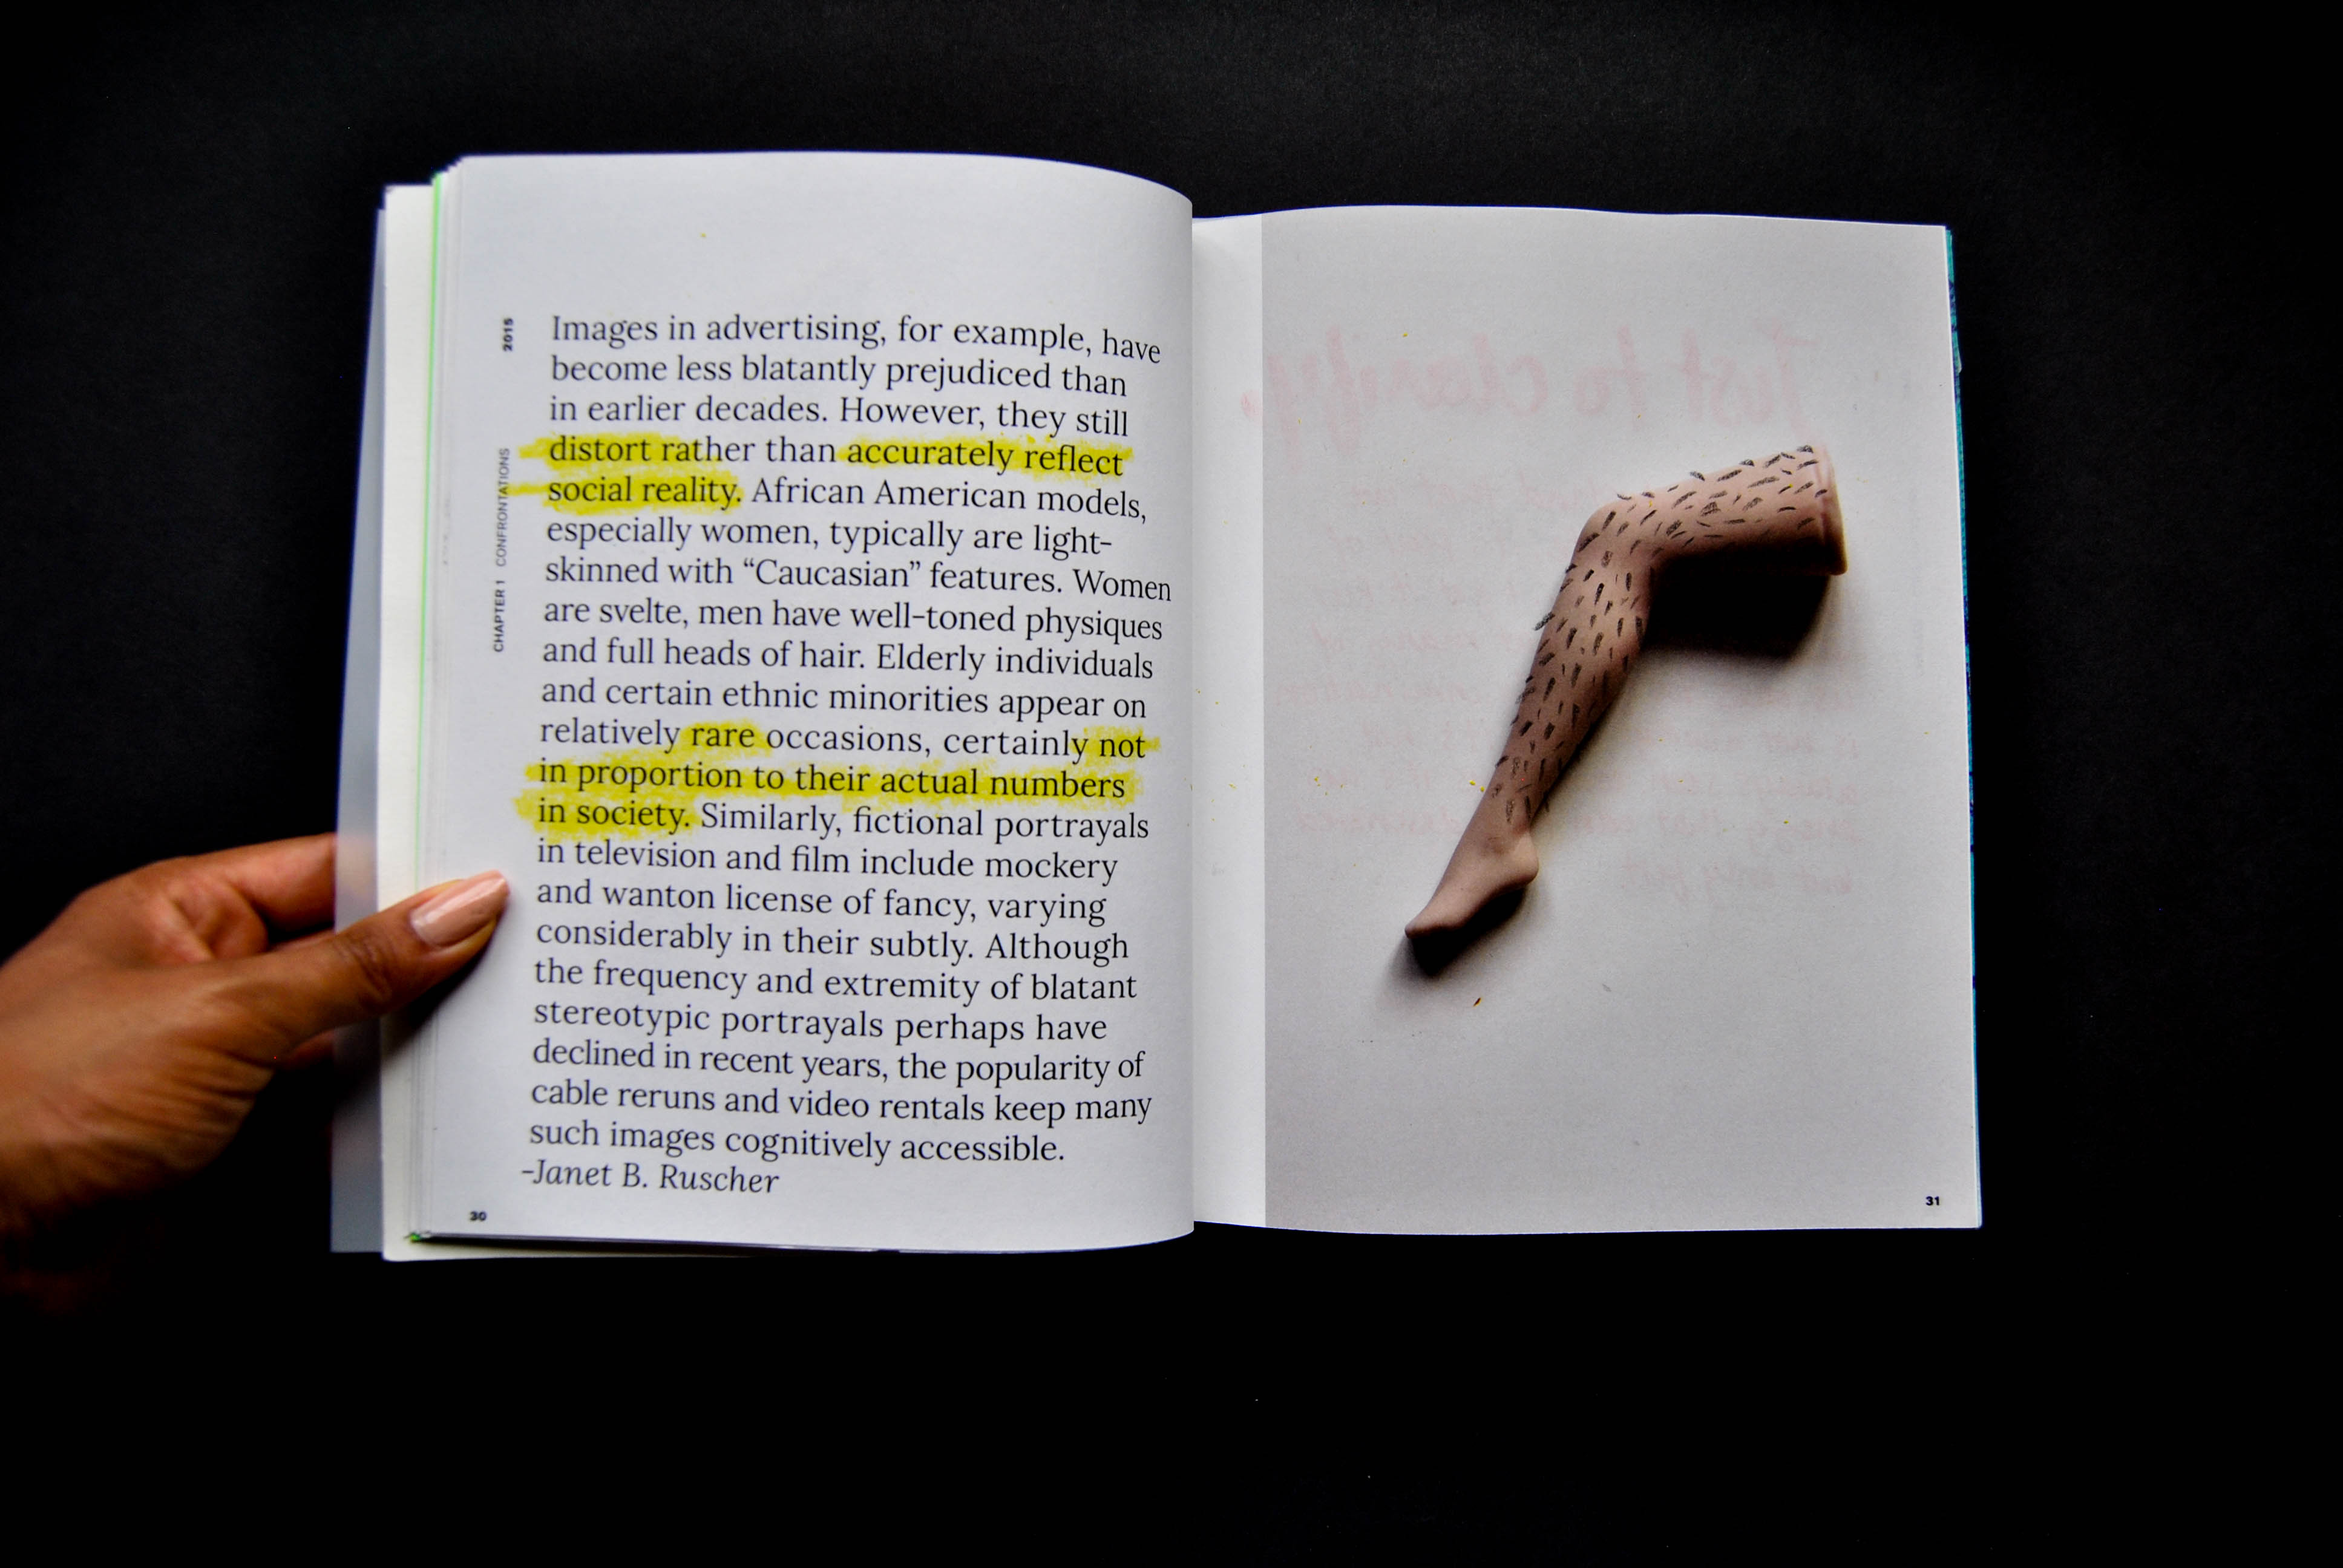 2015
CHAPTER 1 CONFRONTATIONS
Images in advertising, for example, have
become less blatantly prejudiced than
in earlier decades. However, they still
distort rather than accurately reflect
social reality. African American models,
especially women, typically are light-
skinned with “Caucasian” features. Women
are svelte, men have well-toned physiques
and full heads of hair. Elderly individuals
and certain ethnic minorities appear on
relatively rare occasions, certainly not
in proportion to their actual numbers
in society. Similarly, fictional portrayals
in television and film include mockery
and wanton license of fancy, varying
considerably in their subtly. Although
the frequency and extremity of blatant
stereotypic portrayals perhaps have
declined in recent years, the popularity of
cable reruns and video rentals keep many
such images cognitively accessible.
–Janet B. Ruscher
30
Just to clarify,
31